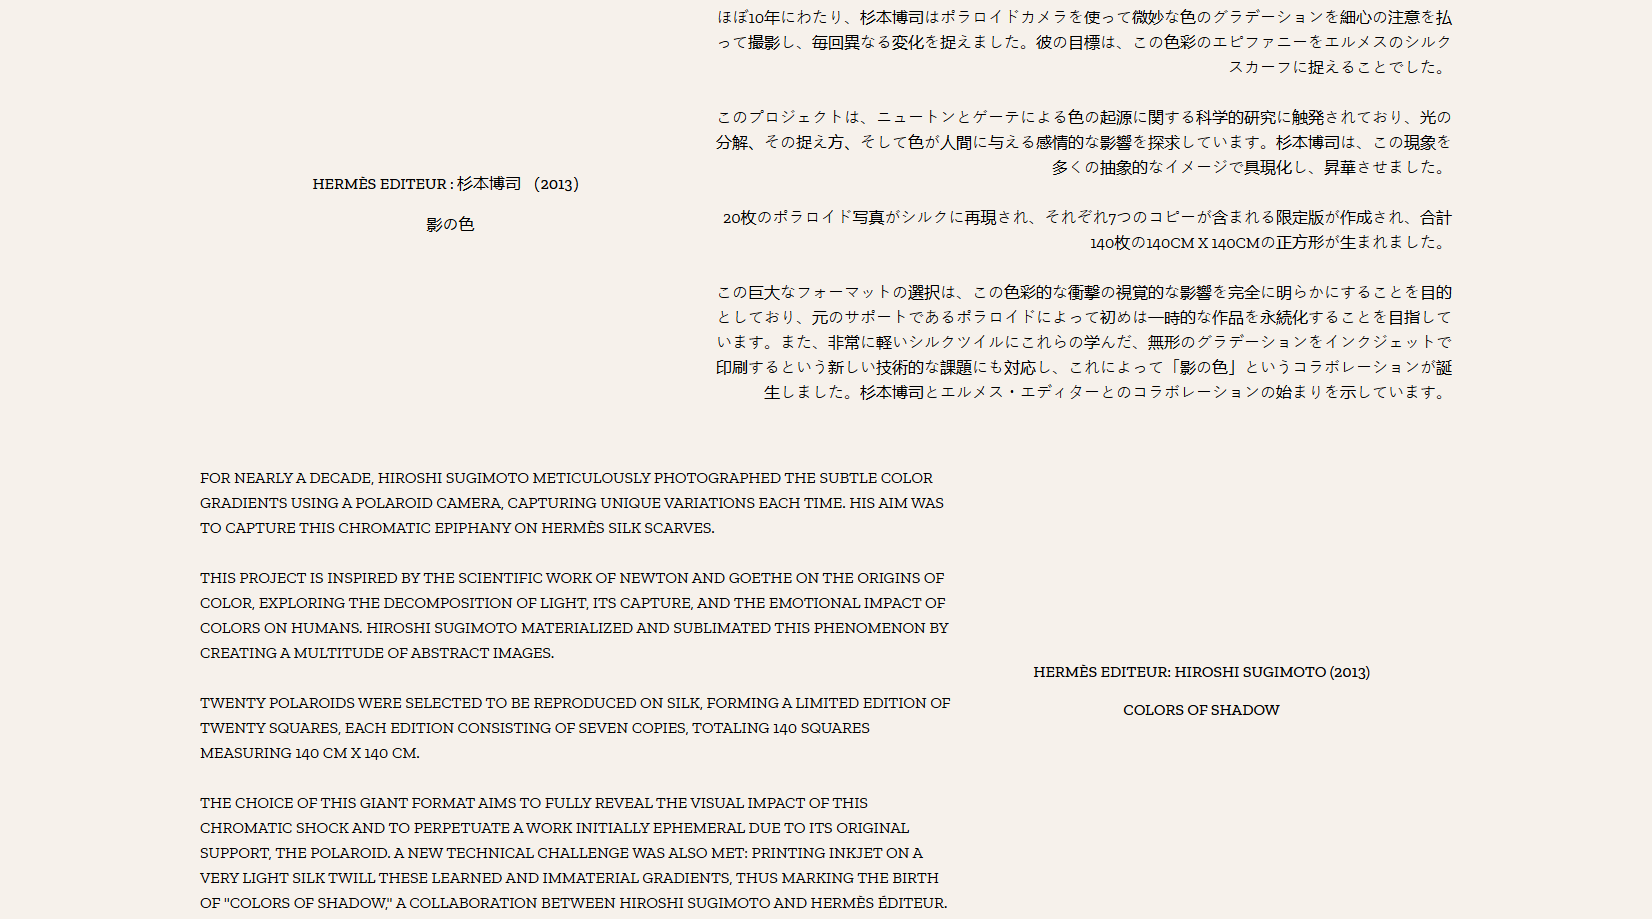 ほぼ10年にわたり、杉本博司はポラロイドカメラを使って微妙な色のグラデーションを細心の注意を払
って撮影し、毎回異なる変化を捉えました。彼の目標は、この色彩のエピファニーをエルメスのシルク
スカーフに捉えることでした。
このプロジェクトは、ニュートンとゲーテによる色の起源に関する科学的研究に触発されており、光の
分解、その捉え方、そして色が人間に与える感情的な影響を探求しています。杉本博司は、この現象を
多くの抽象的なイメージで具現化し、昇華させました。
HERMÈS EDITEUR : 杉本博司 （2013）
影の色
20枚のポラロイド写真がシルクに再現され、それぞれ7つのコピーが含まれる限定版が作成され、合計
140枚の140CM X 140CMの正方形が生まれました。
この巨大なフォーマットの選択は、この色彩的な衝撃の視覚的な影響を完全に明らかにすることを目的
としており、元のサポートであるポラロイドによって初めは一時的な作品を永続化することを目指して
います。また、非常に軽いシルクツイルにこれらの学んだ、無形のグラデーションをインクジェットで
印刷するという新しい技術的な課題にも対応し、これによって「影の色」というコラボレーションが誕
生しました。杉本博司とエルメス・エディターとのコラボレーションの始まりを示しています。
FOR NEARLY A DECADE, HIROSHI SUGIMOTO METICULOUSLY PHOTOGRAPHED THE SUBTLE COLOR
GRADIENTS USING A POLAROID CAMERA, CAPTURING UNIQUE VARIATIONS EACH TIME. HIS AIM WAS
TO CAPTURE THIS CHROMATIC EPIPHANY ON HERMÈS SILK SCARVES.
THIS PROJECT IS INSPIRED BY THE SCIENTIFIC WORK OF NEWTON AND GOETHE ON THE ORIGINS OF
COLOR, EXPLORING THE DECOMPOSITION OF LIGHT, ITS CAPTURE, AND THE EMOTIONAL IMPACT OF
COLORS ON HUMANS. HIROSHI SUGIMOTO MATERIALIZED AND SUBLIMATED THIS PHENOMENON BY
CREATING A MULTITUDE OF ABSTRACT IMAGES.
TWENTY POLAROIDS WERE SELECTED TO BE REPRODUCED ON SILK, FORMING A LIMITED EDITION OF
TWENTY SQUARES, EACH EDITION CONSISTING OF SEVEN COPIES, TOTALING 140 SQUARES
MEASURING 140 CM X 140 CM.
THE CHOICE OF THIS GIANT FORMAT AIMS TO FULLY REVEAL THE VISUAL IMPACT OF THIS
CHROMATIC SHOCK AND TO PERPETUATE A WORK INITIALLY EPHEMERAL DUE TO ITS ORIGINAL
SUPPORT, THE POLAROID. A NEW TECHNICAL CHALLENGE WAS ALSO MET: PRINTING INKJET ON A
VERY LIGHT SILK TWILL THESE LEARNED AND IMMATERIAL GRADIENTS, THUS MARKING THE BIRTH
OF "COLORS OF SHADOW," A COLLABORATION BETWEEN HIROSHI SUGIMOTO AND HERMÈS ÉDITEUR.
HERMÈS EDITEUR: HIROSHI SUGIMOTO (2013)
COLORS OF SHADOW